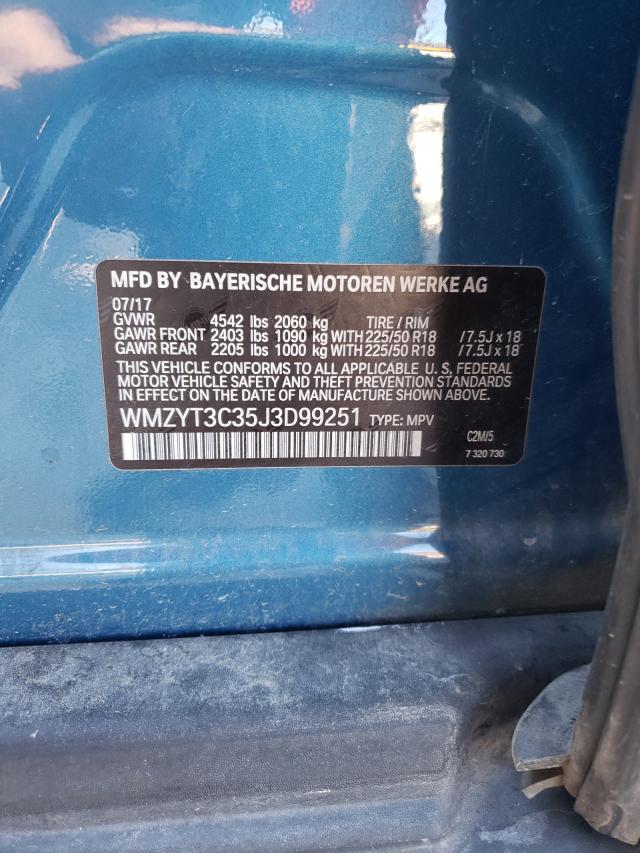 MFD BY BAYERISCHE MOTOREN WERKE AG
07/17
GVWR 4542 lbs 2060 kg TIRE / RIM
GAWR FRONT 2403 lbs 1090 kg WITH 225/50 R18 / 7.5J x 18
GAWR REAR 2205 lbs 1000 kg WITH 225/50 R18 / 7.5J x 18
THIS VEHICLE CONFORMS TO ALL APPLICABLE U. S. FEDERAL
MOTOR VEHICLE SAFETY AND THEFT PREVENTION STANDARDS
IN EFFECT ON THE DATE OF MANUFACTURE SHOWN ABOVE.
WMZYT3C35J3D99251 TYPE: MPV
C2M/5
7 320 730